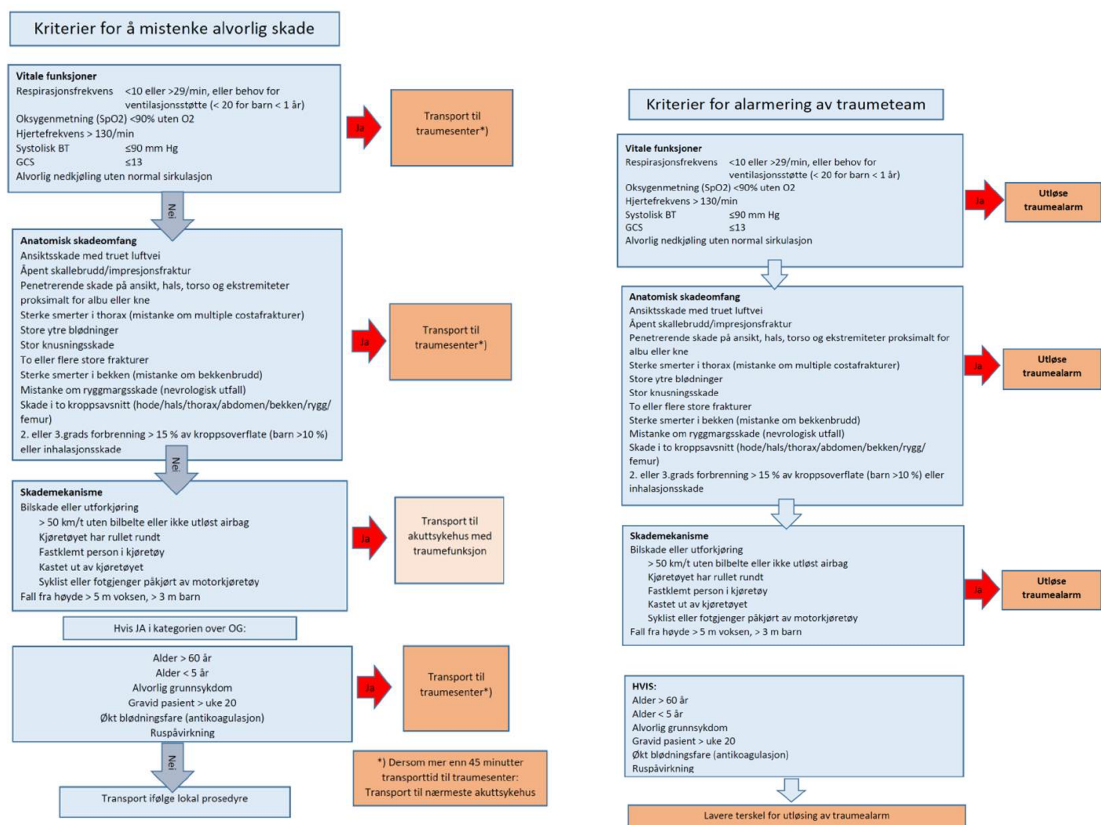 Kriterier for å mistenke alvorlig skade
Vitale funksjoner
Respirasjonsfrekvens <10 eller >29/min, eller behov for
ventilasjonsstøtte (< 20 for barn < 1 år)
Oksygenmetning (SpO2) <90% uten O2
Hjertefrekvens > 130/min
Systolisk BT ≤90 mm Hg
GCS ≤13
Alvorlig nedkjøling uten normal sirkulasjon
Ja
Transport til
traumesenter*)
Nei
Anatomisk skadeomfang
Ansiktsskade med truet luftvei
Åpent skallebrudd/impresjonsfraktur
Penetrerende skade på ansikt, hals, torso og ekstremiteter
proksimalt for albu eller kne
Sterke smerter i thorax (mistanke om multiple costafrakturer)
Store ytre blødninger
Stor knusningsskade
To eller flere store frakturer
Sterke smerter i bekken (mistanke om bekkenbrudd)
Mistanke om ryggmargsskade (nevrologisk utfall)
Skade i to kroppsavsnitt (hode/hals/thorax/abdomen/bekken/rygg/
femur)
2. eller 3.grads forbrenning > 15 % av kroppsoverflate (barn >10 %)
eller inhalasjonsskade
Ja
Transport til
traumesenter*)
Nei
Skademekanisme
Bilskade eller utforkjøring
> 50 km/t uten bilbelte eller ikke utløst airbag
Kjøretøyet har rullet rundt
Fastklemt person i kjøretøy
Kastet ut av kjøretøyet
Syklist eller fotgjenger påkjørt av motorkjøretøy
Fall fra høyde > 5 m voksen, > 3 m barn
Ja
Transport til
akuttsykehus med
traumefunksjon
Hvis JA i kategorien over OG:
Alder > 60 år
Alder < 5 år
Alvorlig grunnsykdom
Gravid pasient > uke 20
Økt blødningsfare (antikoagulasjon)
Ruspåvirkning
Ja
Transport til
traumesenter*)
Nei
Transport ifølge lokal prosedyre
*) Dersom mer enn 45 minutter
transporttid til traumesenter:
Transport til nærmeste akuttsykehus
Kriterier for alarmering av traumeteam
Vitale funksjoner
Respirasjonsfrekvens <10 eller >29/min, eller behov for
ventilasjonsstøtte (< 20 for barn < 1 år)
Oksygenmetning (SpO2) <90% uten O2
Hjertefrekvens > 130/min
Systolisk BT ≤90 mm Hg
GCS ≤13
Alvorlig nedkjøling uten normal sirkulasjon
Ja
Utløse
traumealarm
Anatomisk skadeomfang
Ansiktsskade med truet luftvei
Åpent skallebrudd/impresjonsfraktur
Penetrerende skade på ansikt, hals, torso og ekstremiteter proksimalt for
albu eller kne
Sterke smerter i thorax (mistanke om multiple costafrakturer)
Store ytre blødninger
Stor knusningsskade
To eller flere store frakturer
Sterke smerter i bekken (mistanke om bekkenbrudd)
Mistanke om ryggmargsskade (nevrologisk utfall)
Skade i to kroppsavsnitt (hode/hals/thorax/abdomen/bekken/rygg/
femur)
2. eller 3.grads forbrenning > 15 % av kroppsoverflate (barn >10 %) eller
inhalasjonsskade
Ja
Utløse
traumealarm
Skademekanisme
Bilskade eller utforkjøring
> 50 km/t uten bilbelte eller ikke utløst airbag
Kjøretøyet har rullet rundt
Fastklemt person i kjøretøy
Kastet ut av kjøretøyet
Syklist eller fotgjenger påkjørt av motorkjøretøy
Fall fra høyde > 5 m voksen, > 3 m barn
Ja
Utløse
traumealarm
HVIS:
Alder > 60 år
Alder < 5 år
Alvorlig grunnsykdom
Gravid pasient > uke 20
Økt blødningsfare (antikoagulasjon)
Ruspåvirkning
Lavere terskel for utløsing av traumealarm